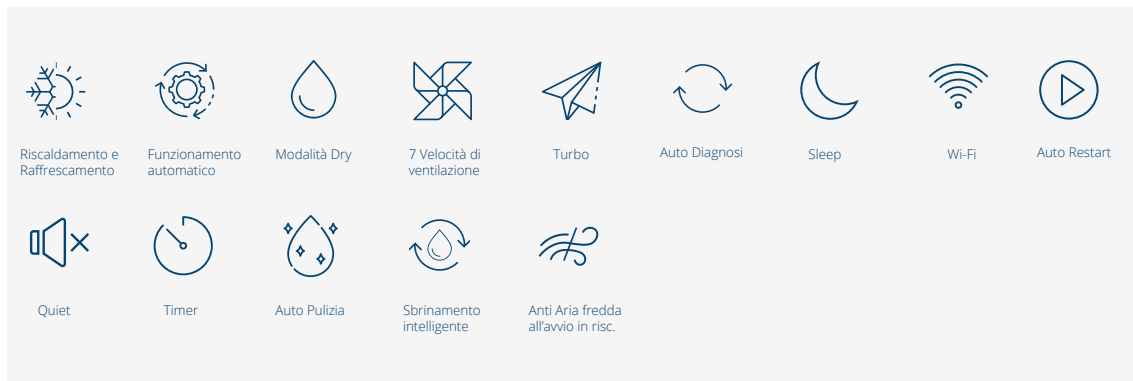 Riscaldamento e
Raffrescamento
Funzionamento
automatico
Modalità Dry
7 Velocità di
ventilazione
Turbo
Auto Diagnosi
Sleep
Wi-Fi
Auto Restart
Quiet
Timer
Auto Pulizia
Sbrinamento
intelligente
Anti Aria fredda
all’avvio in risc.